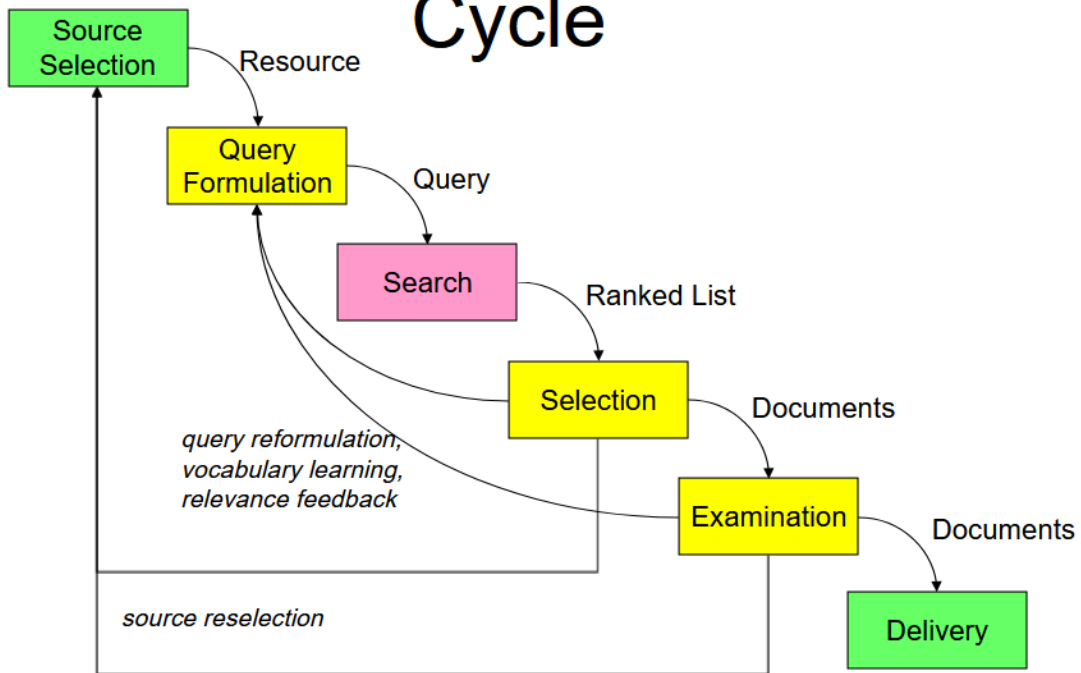 Cycle
Source
Selection
Resource
Query
Formulation
Query
Search
Ranked List
Selection
Documents
query reformulation,
vocabulary learning,
relevance feedback
Examination
Documents
source reselection
Delivery